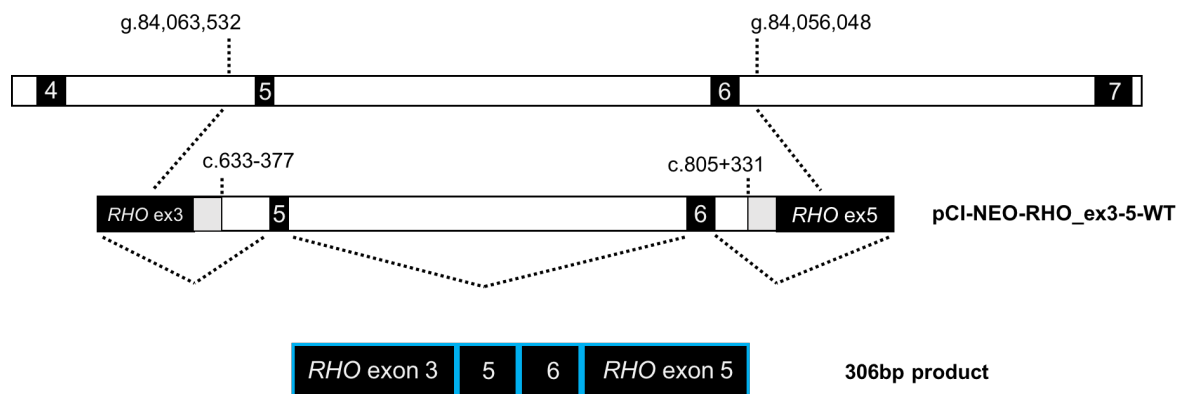 g.84,063,532 g.84,056,048
4 5 6 7
c.633-377 c.805+331
RHO ex3 5 6 RHO ex5 pCI-NEO-RHO_ex3-5-WT
RHO exon 3 5 6 RHO exon 5 306bp product